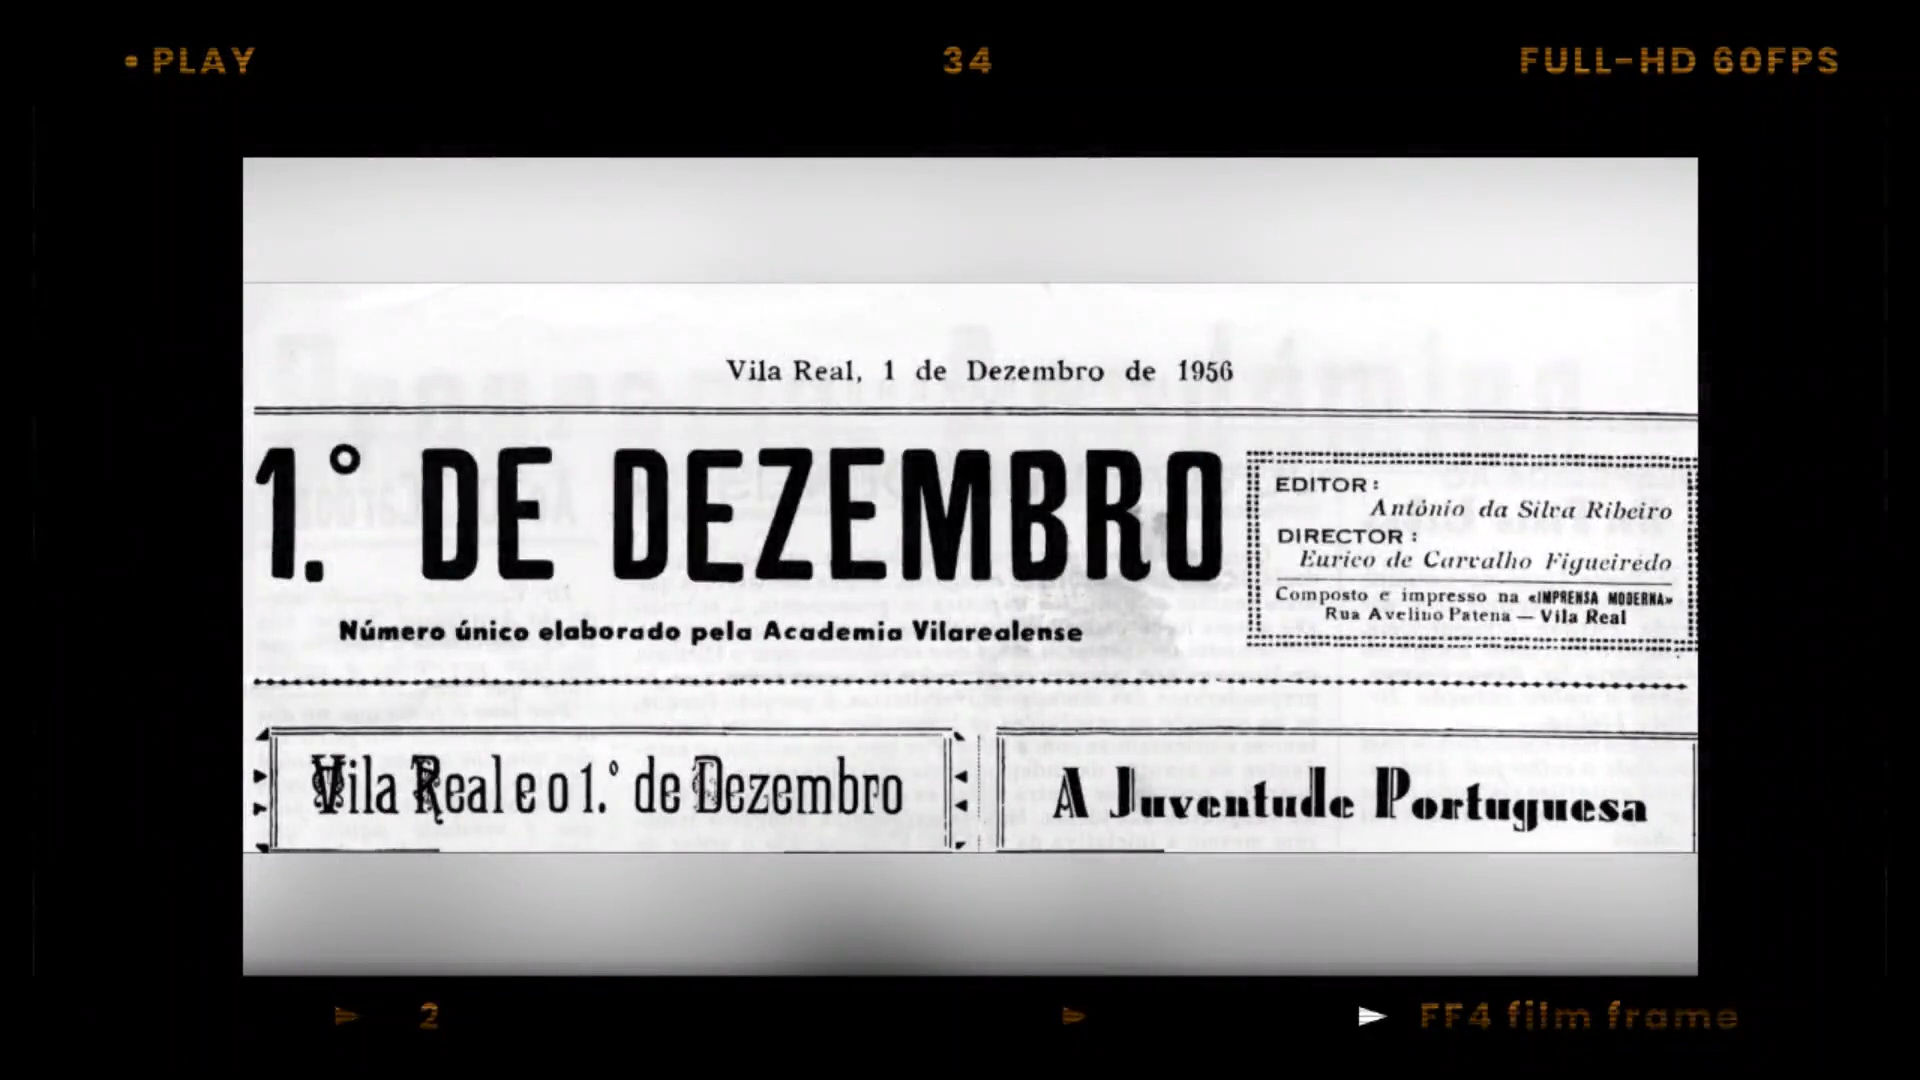 PLAY
34
FULL-HD 60FPS
Vila Real, 1 de Dezembro de 1956
1.º DE DEZEMBRO
Número único elaborado pela Academia Vilarealense
EDITOR:
António da Silva Ribeiro
DIRECTOR:
Eurico de Carvalho Figueirêdo
Composto e impresso na «IMPRENSA MODERNA»
Rua Avelino Patena — Vila Real
Vila Real e o 1.º de Dezembro
A Juventude Portuguesa
2
FF4 film frame